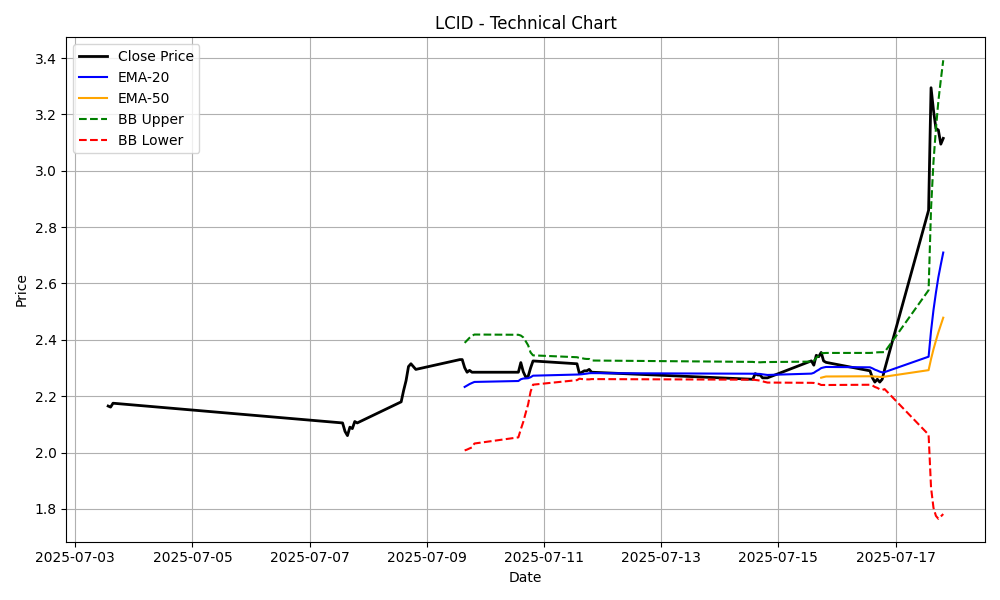 LCID - Technical Chart
Close Price
EMA-20
EMA-50
BB Upper
BB Lower
Price
3.4
3.2
3.0
2.8
2.6
2.4
2.2
2.0
1.8
2025-07-03 2025-07-05 2025-07-07 2025-07-09 2025-07-11 2025-07-13 2025-07-15 2025-07-17
Date